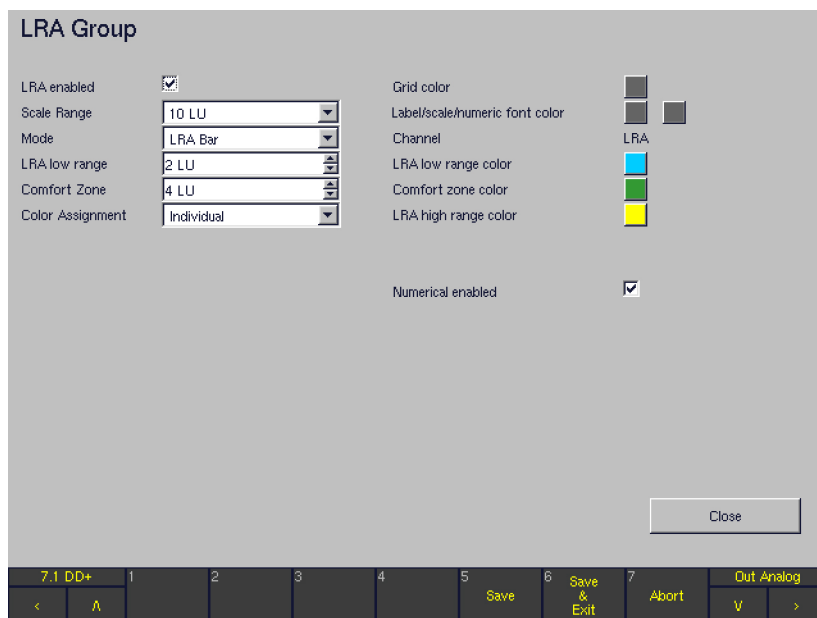 LRA Group
LRA enabled
Scale Range 10 LU
Mode LRA Bar
LRA low range 2 LU
Comfort Zone 4 LU
Color Assignment Individual
Grid color
Label/scale/numeric font color
Channel LRA
LRA low range color
Comfort zone color
LRA high range color
Numerical enabled
Close
7.1 DD+ 1 2 3 4 5 6 7 Out Analog
< Λ Save Save & Exit Abort V >